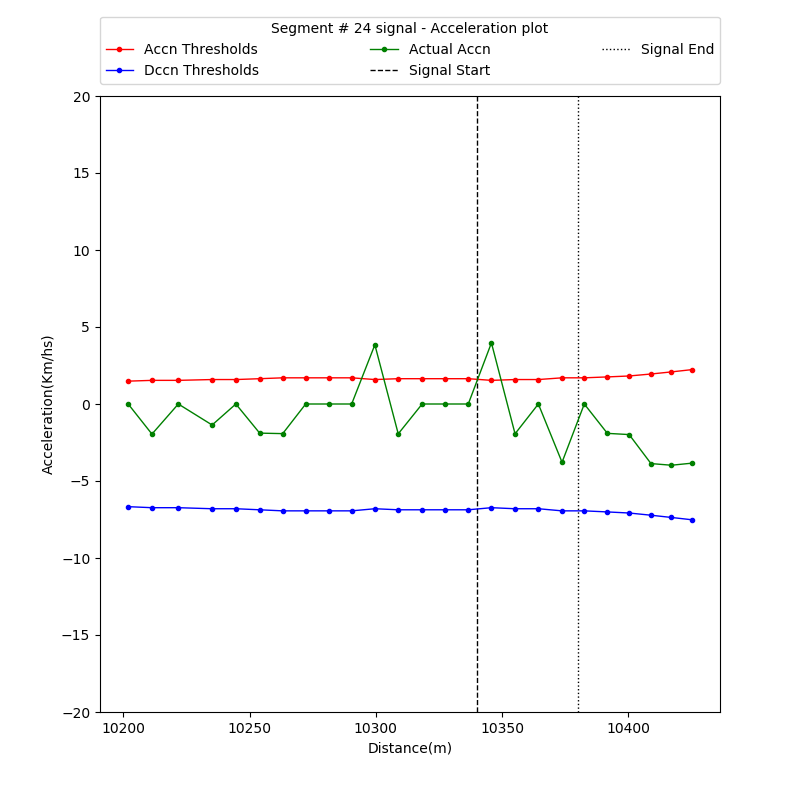 Segment # 24 signal - Acceleration plot
Accn Thresholds
Dccn Thresholds
Actual Accn
Signal Start
Signal End
20
15
10
5
0
−5
−10
−15
−20
Acceleration(Km/hs)
10200
10250
10300
10350
10400
Distance(m)